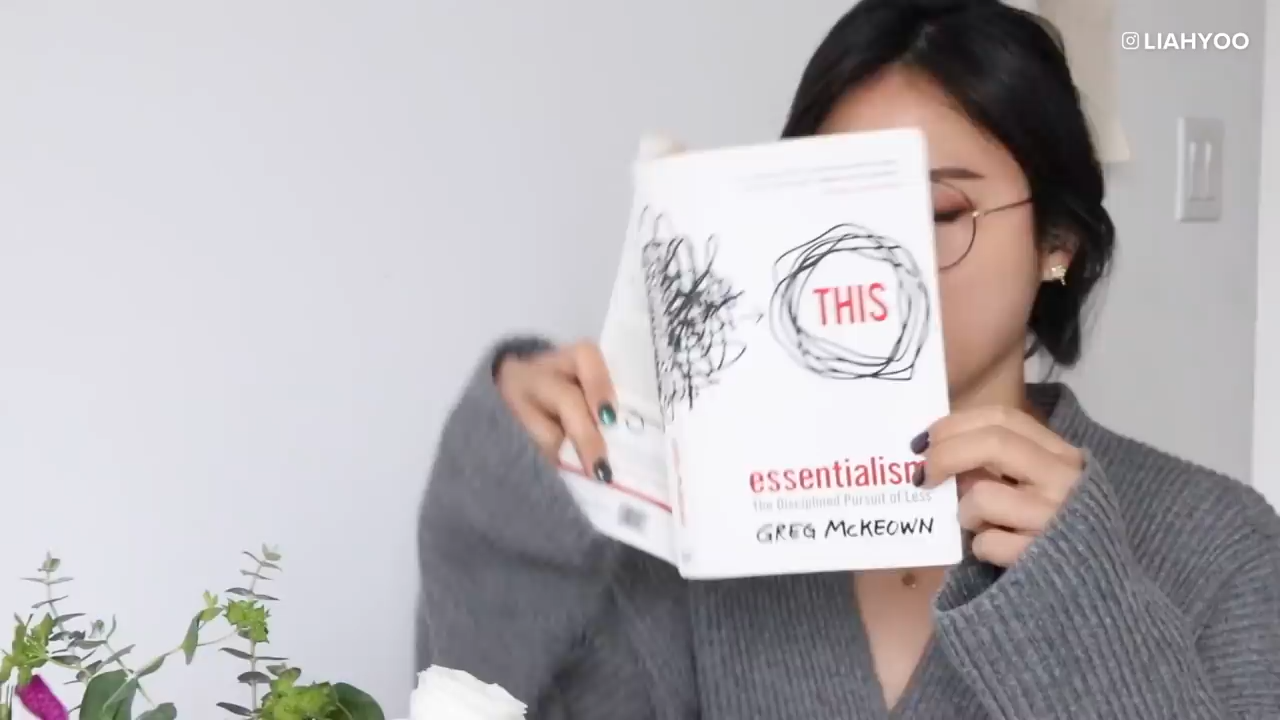 LIAHYOO
THIS
essentialism
The Disciplined Pursuit of Less
GREG MCKEOWN